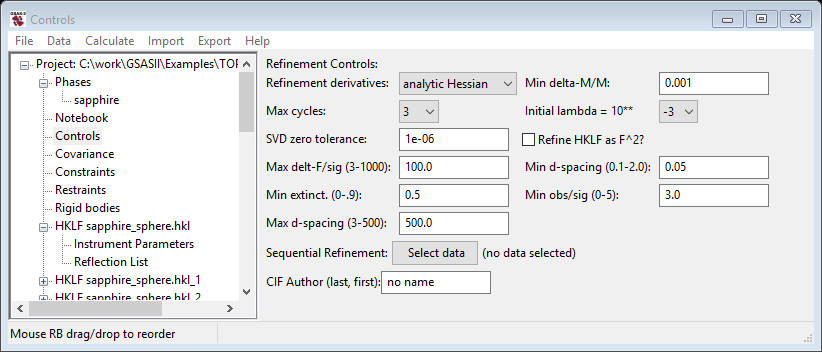 Controls
File Data Calculate Import Export Help
Project: C:\work\GSASII\Examples\TOF
Phases
sapphire
Notebook
Controls
Covariance
Constraints
Restraints
Rigid bodies
HKLF sapphire_sphere.hkl
Instrument Parameters
Reflection List
HKLF sapphire_sphere.hkl_1
HKLF sapphire_sphere.hkl_2
Refinement Controls:
Refinement derivatives: analytic Hessian Min delta-M/M: 0.001
Max cycles: 3 Initial lambda = 10** -3
SVD zero tolerance: 1e-06 Refine HKLF as F^2?
Max delt-F/sig (3-1000): 100.0 Min d-spacing (0.1-2.0): 0.05
Min extinct. (0-.9): 0.5 Min obs/sig (0-5): 3.0
Max d-spacing (3-500): 500.0
Sequential Refinement: Select data (no data selected)
CIF Author (last, first): no name
Mouse RB drag/drop to reorder